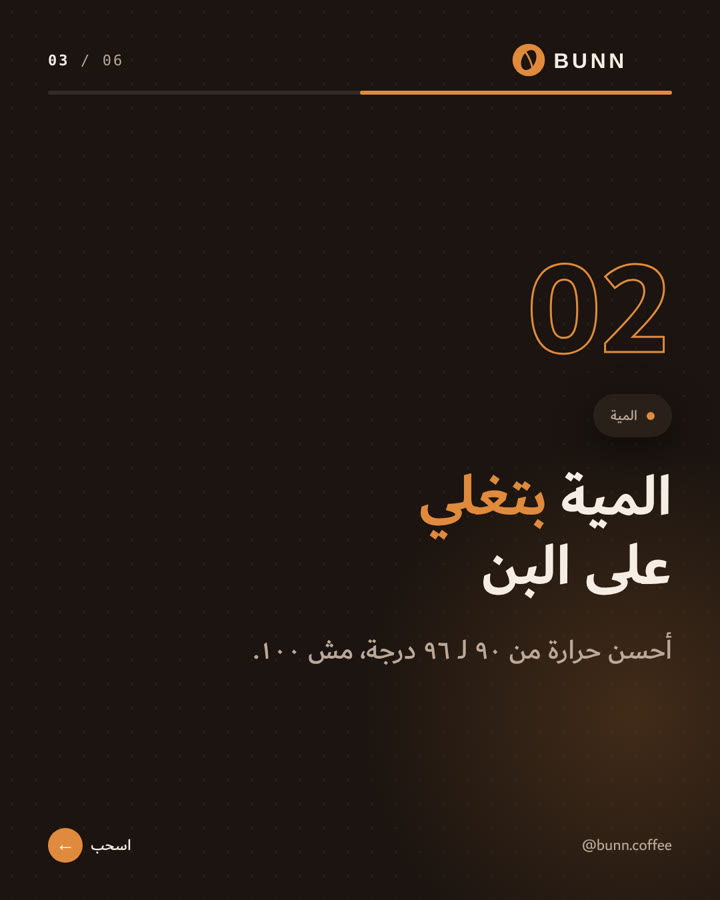 BUNN
03 / 06
02
المية
المية بتغلي
على البن
أحسن حرارة من ٩٠ لـ ٩٦ درجة، مش ١٠٠.
@bunn.coffee
اسحب ←